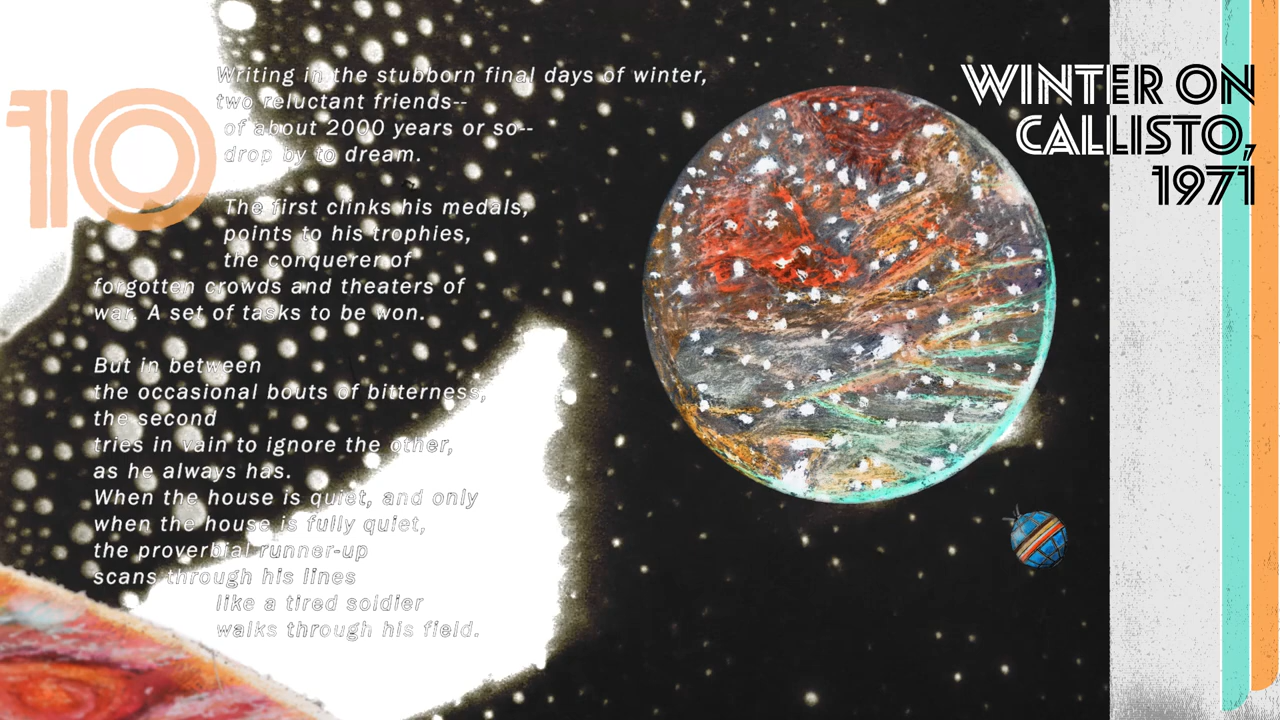 10
Writing in the stubborn final days of winter,
two reluctant friends--
of about 2000 years or so--
drop by to dream.
The first clinks his medals,
points to his trophies,
the conquerer of
forgotten crowds and theaters of
war. A set of tasks to be won.
But in between
the occasional bouts of bitterness,
the second
tries in vain to ignore the other,
as he always has.
When the house is quiet, and only
when the house is fully quiet,
the proverbial runner-up
scans through his lines
like a tired soldier
walks through his field.
WINTER ON
CALLISTO,
1971